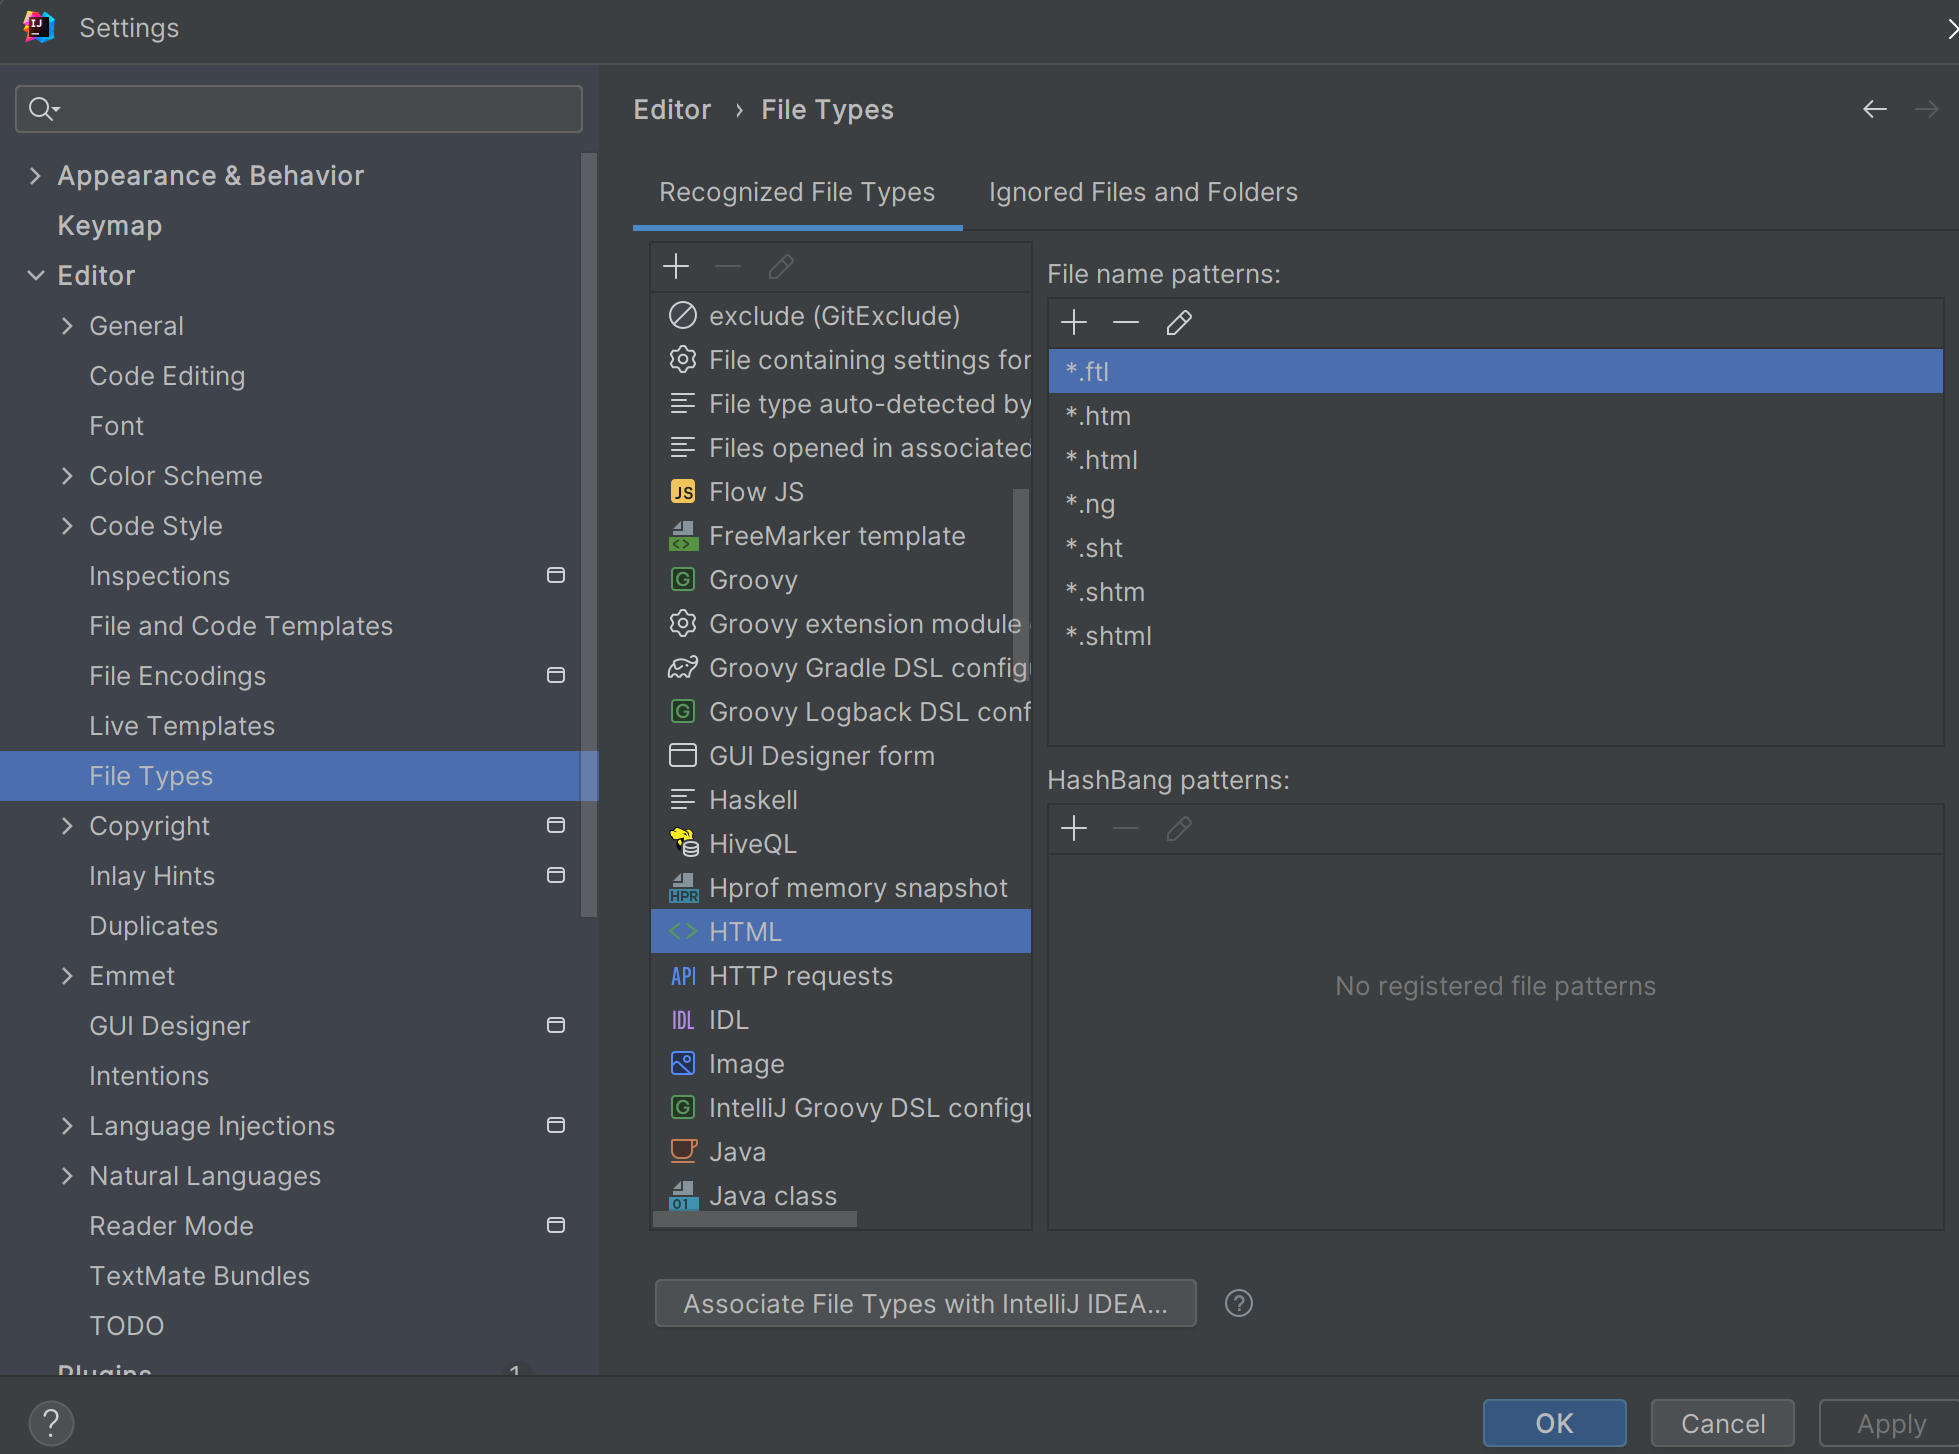 Settings
Appearance & Behavior
Keymap
Editor
General
Code Editing
Font
Color Scheme
Code Style
Inspections
File and Code Templates
File Encodings
Live Templates
File Types
Copyright
Inlay Hints
Duplicates
Emmet
GUI Designer
Intentions
Language Injections
Natural Languages
Reader Mode
TextMate Bundles
TODO
Plugins 1
Editor › File Types
Recognized File Types
Ignored Files and Folders
exclude (GitExclude)
File containing settings for
File type auto-detected by
Files opened in associated
JS Flow JS
FreeMarker template
G Groovy
Groovy extension module
Groovy Gradle DSL config
G Groovy Logback DSL conf
GUI Designer form
Haskell
HiveQL
HPR Hprof memory snapshot
<> HTML
API HTTP requests
IDL IDL
Image
G IntelliJ Groovy DSL config
Java
01 Java class
File name patterns:
*.ftl
*.htm
*.html
*.ng
*.sht
*.shtm
*.shtml
HashBang patterns:
No registered file patterns
Associate File Types with IntelliJ IDEA... ?
?
OK
Cancel
Apply